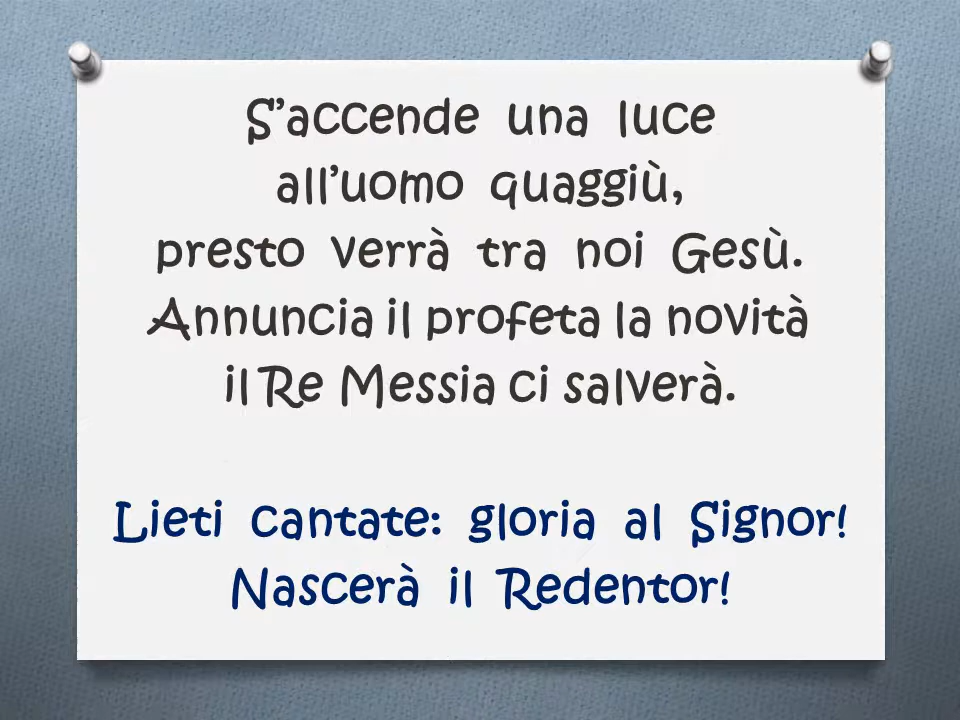 S’accende una luce
all’uomo quaggiù,
presto verrà tra noi Gesù.
Annuncia il profeta la novità
il Re Messia ci salverà.
Lieti cantate: gloria al Signor!
Nascerà il Redentor!